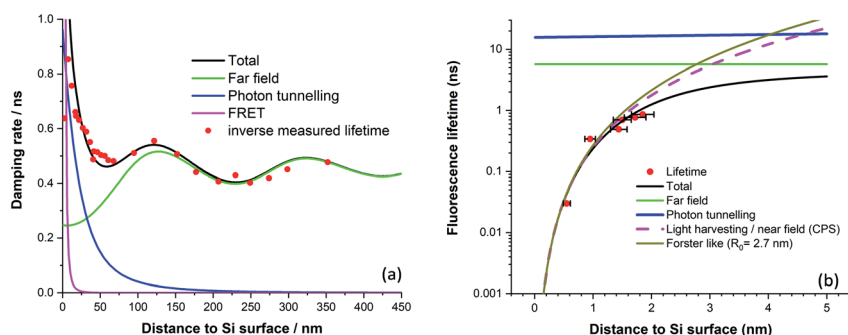 1.0
0.8
0.6
0.4
0.2
0.0
Damping rate / ns
Total
Far field
Photon tunnelling
FRET
inverse measured lifetime
(a)
0 50 100 150 200 250 300 350 400 450
Distance to Si surface / nm
10
1
0.1
0.01
0.001
Fluorescence lifetime (ns)
Lifetime
Total
Far field
Photon tunnelling
Light harvesting / near field (CPS)
Forster like (R0= 2.7 nm)
(b)
0 1 2 3 4 5
Distance to Si surface (nm)